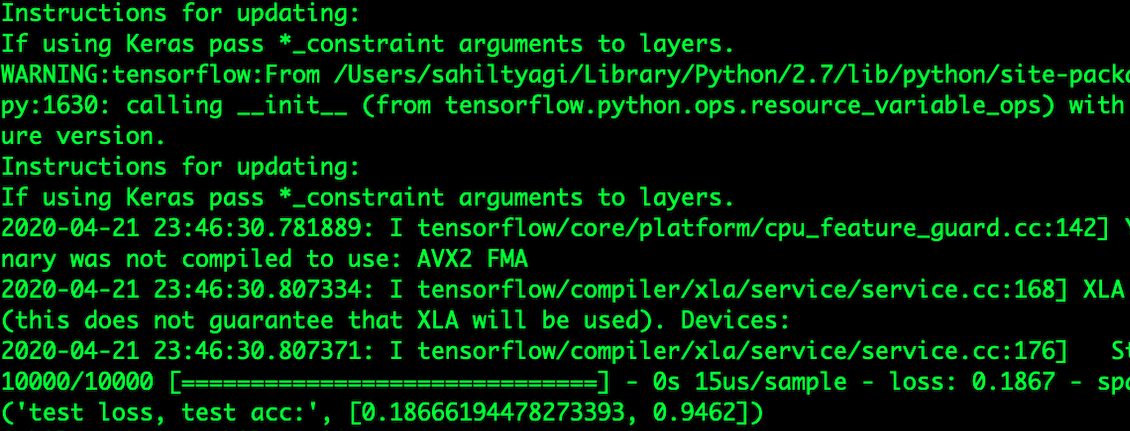 Instructions for updating:
If using Keras pass *_constraint arguments to layers.
WARNING:tensorflow:From /Users/sahiltyagi/Library/Python/2.7/lib/python/site-packa
py:1630: calling __init__ (from tensorflow.python.ops.resource_variable_ops) with
ure version.
Instructions for updating:
If using Keras pass *_constraint arguments to layers.
2020-04-21 23:46:30.781889: I tensorflow/core/platform/cpu_feature_guard.cc:142] Y
nary was not compiled to use: AVX2 FMA
2020-04-21 23:46:30.807334: I tensorflow/compiler/xla/service/service.cc:168] XLA
(this does not guarantee that XLA will be used). Devices:
2020-04-21 23:46:30.807371: I tensorflow/compiler/xla/service/service.cc:176]   St
10000/10000 [==============================] - 0s 15us/sample - loss: 0.1867 - spa
('test loss, test acc:', [0.18666194478273393, 0.9462])